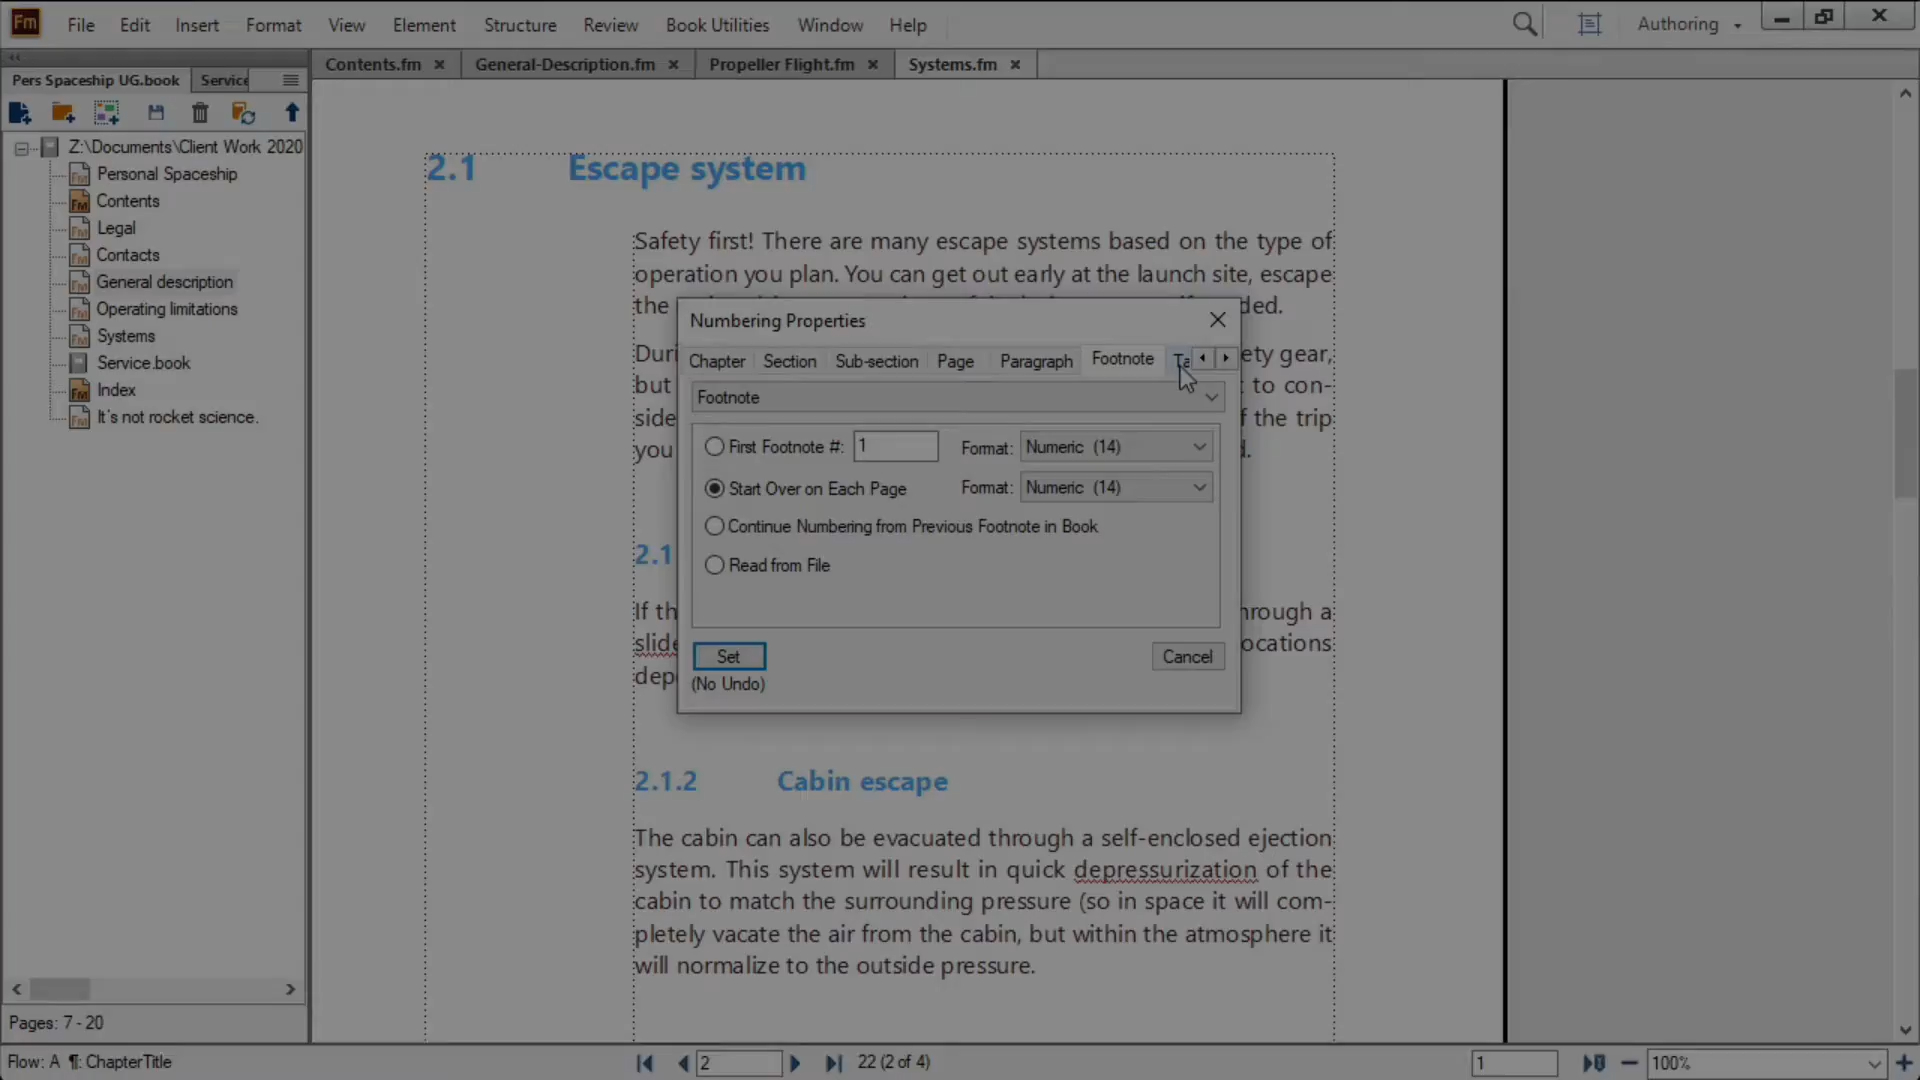 Fm File Edit Insert Format View Element Structure Review Book Utilities Window Help Authoring
Pers Spaceship UG.book Service
Contents.fm General-Description.fm Propeller Flight.fm Systems.fm
Z:\Documents\Client Work 2020
Personal Spaceship
Contents
Legal
Contacts
General description
Operating limitations
Systems
Service.book
Index
It's not rocket science.
Pages: 7 - 20
2.1 Escape system
Safety first! There are many escape systems based on the type of
operation you plan. You can get out early at the launch site, escape
the
ded.
Duri
ety gear,
but
to con-
side
f the trip
you
2.1
If th
hrough a
slide
ocations
dep
Numbering Properties
Chapter Section Sub-section Page Paragraph Footnote Ta
Footnote
First Footnote #: 1 Format: Numeric (14)
Start Over on Each Page Format: Numeric (14)
Continue Numbering from Previous Footnote in Book
Read from File
Set Cancel
(No Undo)
2.1.2 Cabin escape
The cabin can also be evacuated through a self-enclosed ejection
system. This system will result in quick depressurization of the
cabin to match the surrounding pressure (so in space it will com-
pletely vacate the air from the cabin, but within the atmosphere it
will normalize to the outside pressure.
Flow: A ¶: ChapterTitle 2 22 (2 of 4) 1 100%